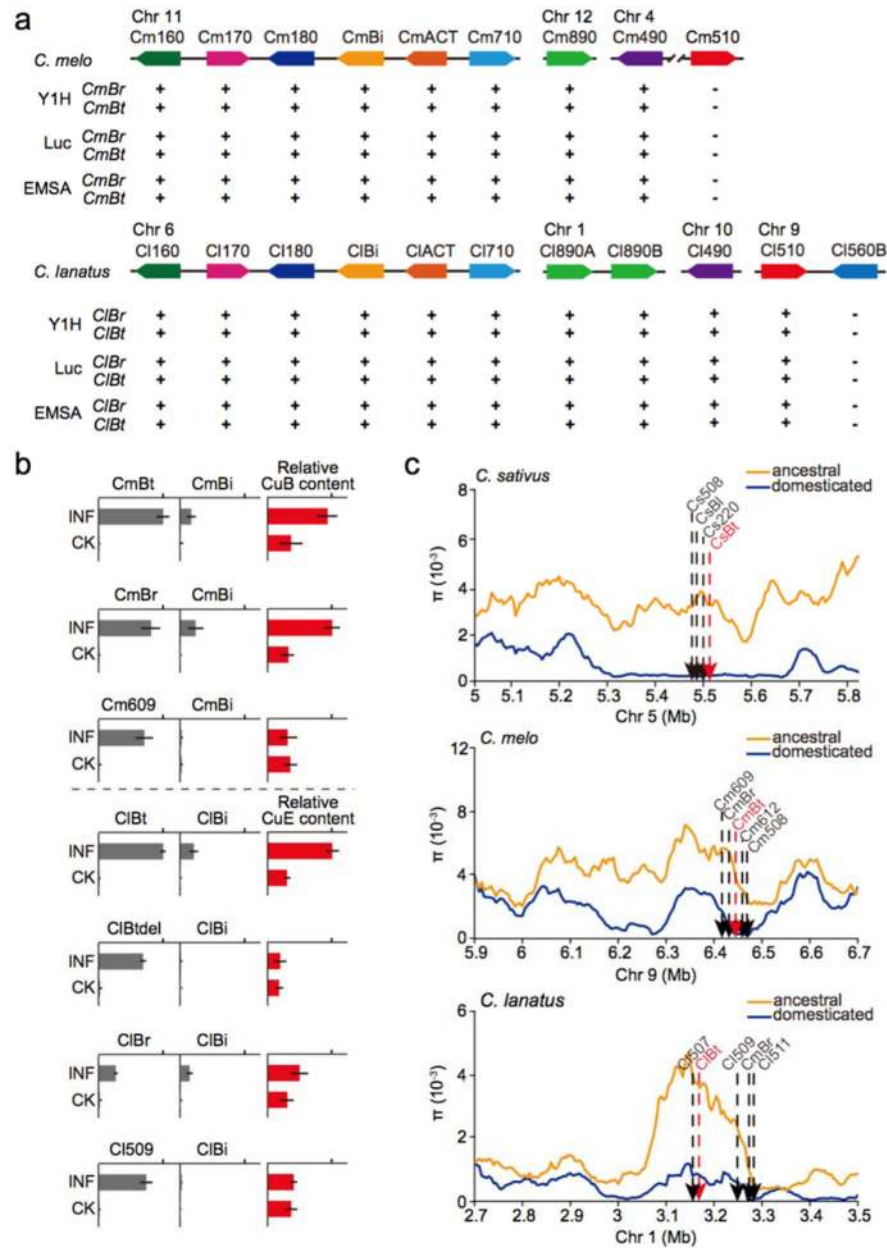 a
Chr 11 Chr 12 Chr 4
Cm160 Cm170 Cm180 CmBi CmACT Cm710 Cm890 Cm490 Cm510
C. melo
Y1H CmBr + + + + + + + + -
CmBt + + + + + + + + -
Luc CmBr + + + + + + + + -
CmBt + + + + + + + + -
EMSA CmBr + + + + + + + + -
CmBt + + + + + + + + -
Chr 6 Chr 1 Chr 10 Chr 9
Cl160 Cl170 Cl180 ClBi ClACT Cl710 Cl890A Cl890B Cl490 Cl510 Cl560B
C. lanatus
Y1H ClBr + + + + + + + + + + -
ClBt + + + + + + + + + + -
Luc ClBr + + + + + + + + + + -
ClBt + + + + + + + + + + -
EMSA ClBr + + + + + + + + + + -
ClBt + + + + + + + + + + -
b
CmBt CmBi Relative CuB content
INF
CK
CmBr CmBi
INF
CK
Cm609 CmBi
INF
CK
ClBt ClBi Relative CuE content
INF
CK
ClBtdel ClBi
INF
CK
ClBr ClBi
INF
CK
Cl509 ClBi
INF
CK
c
C. sativus
ancestral
domesticated
Cs508
CsBl
Cs220
CsBt
π (10⁻³)
8
6
4
2
0
5 5.1 5.2 5.3 5.4 5.5 5.6 5.7 5.8
Chr 5 (Mb)
C. melo
ancestral
domesticated
Cm609
CmBr
CmBt
Cm612
Cm508
π (10⁻³)
12
8
4
0
5.9 6 6.1 6.2 6.3 6.4 6.5 6.6 6.7
Chr 9 (Mb)
C. lanatus
ancestral
domesticated
Cl507
ClBt
Cl509
CmBr
Cl511
π (10⁻³)
6
4
2
0
2.7 2.8 2.9 3 3.1 3.2 3.3 3.4 3.5
Chr 1 (Mb)